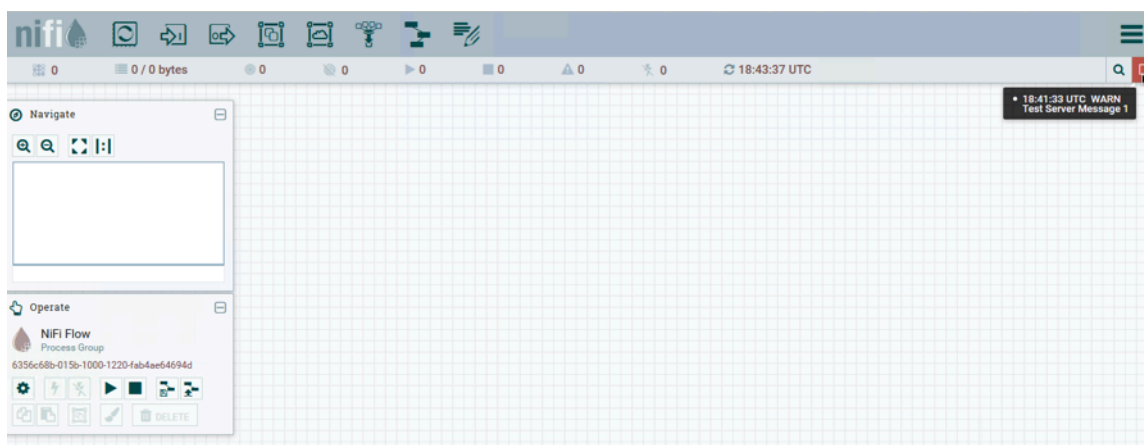 nifi
0
0 / 0 bytes
0
0
0
0
0
0
18:43:37 UTC
18:41:33 UTC WARN
Test Server Message 1
Navigate
Operate
NiFi Flow
Process Group
6356c68b-015b-1000-1220-fab4ae64694d
DELETE